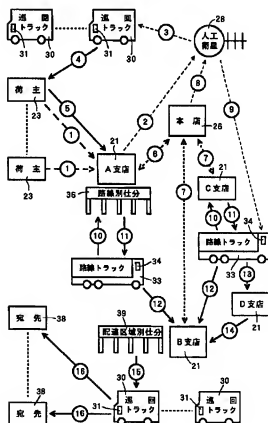 巡回
トラック
31
30
巡回
トラック
31
30
3
人工
衛星
28
4
荷主
23
5
2
8
9
1
21
A支店
本店
26
荷主
23
1
6
7
21
C支店
36
路線別仕分
7
10
11
34
路線トラック
33
10
11
34
路線トラック
33
12
12
13
D支店
21
39
配達区域別仕分
B支店
21
14
宛先
38
15
16
30
31
巡回
トラック
31
巡回
トラック
30
38
宛先
16